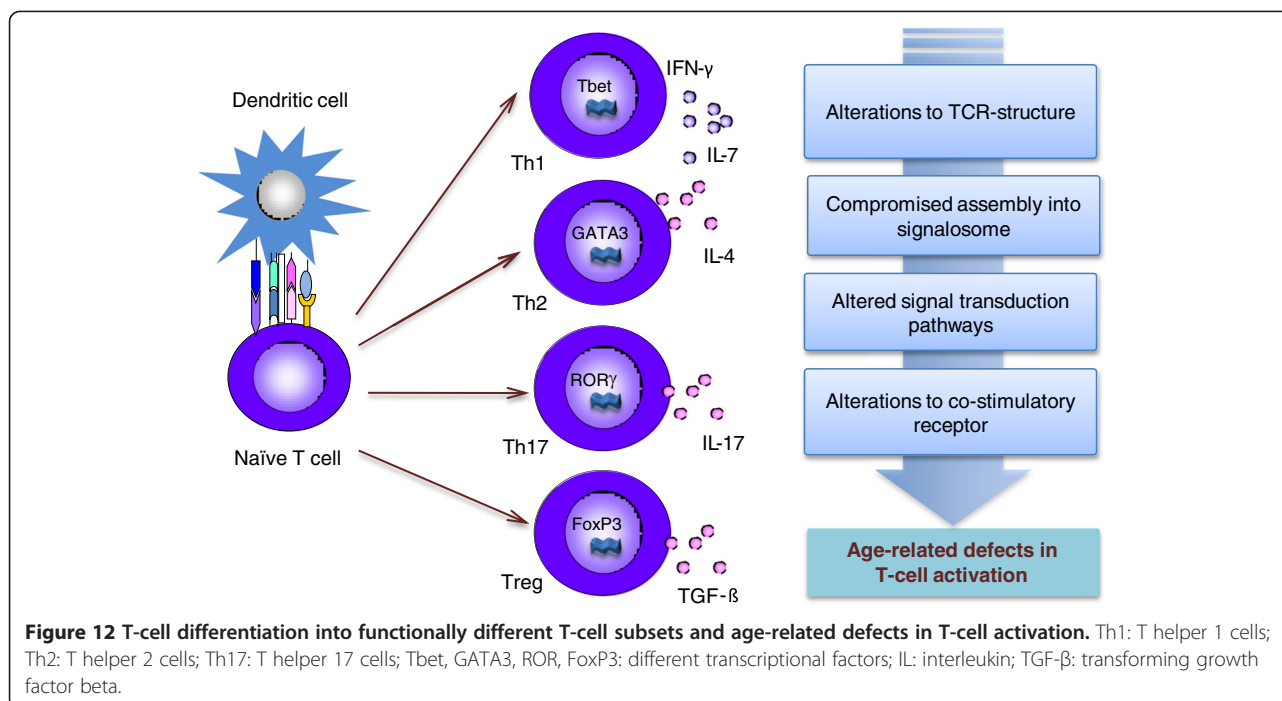 Dendritic cell
Naïve T cell
Tbet
IFN-γ
IL-7
Th1
GATA3
IL-4
Th2
RORγ
IL-17
Th17
FoxP3
TGF-ß
Treg
Alterations to TCR-structure
Compromised assembly into
signalosome
Altered signal transduction
pathways
Alterations to co-stimulatory
receptor
Age-related defects in
T-cell activation
Figure 12 T-cell differentiation into functionally different T-cell subsets and age-related defects in T-cell activation. Th1: T helper 1 cells;
Th2: T helper 2 cells; Th17: T helper 17 cells; Tbet, GATA3, ROR, FoxP3: different transcriptional factors; IL: interleukin; TGF-β: transforming growth
factor beta.